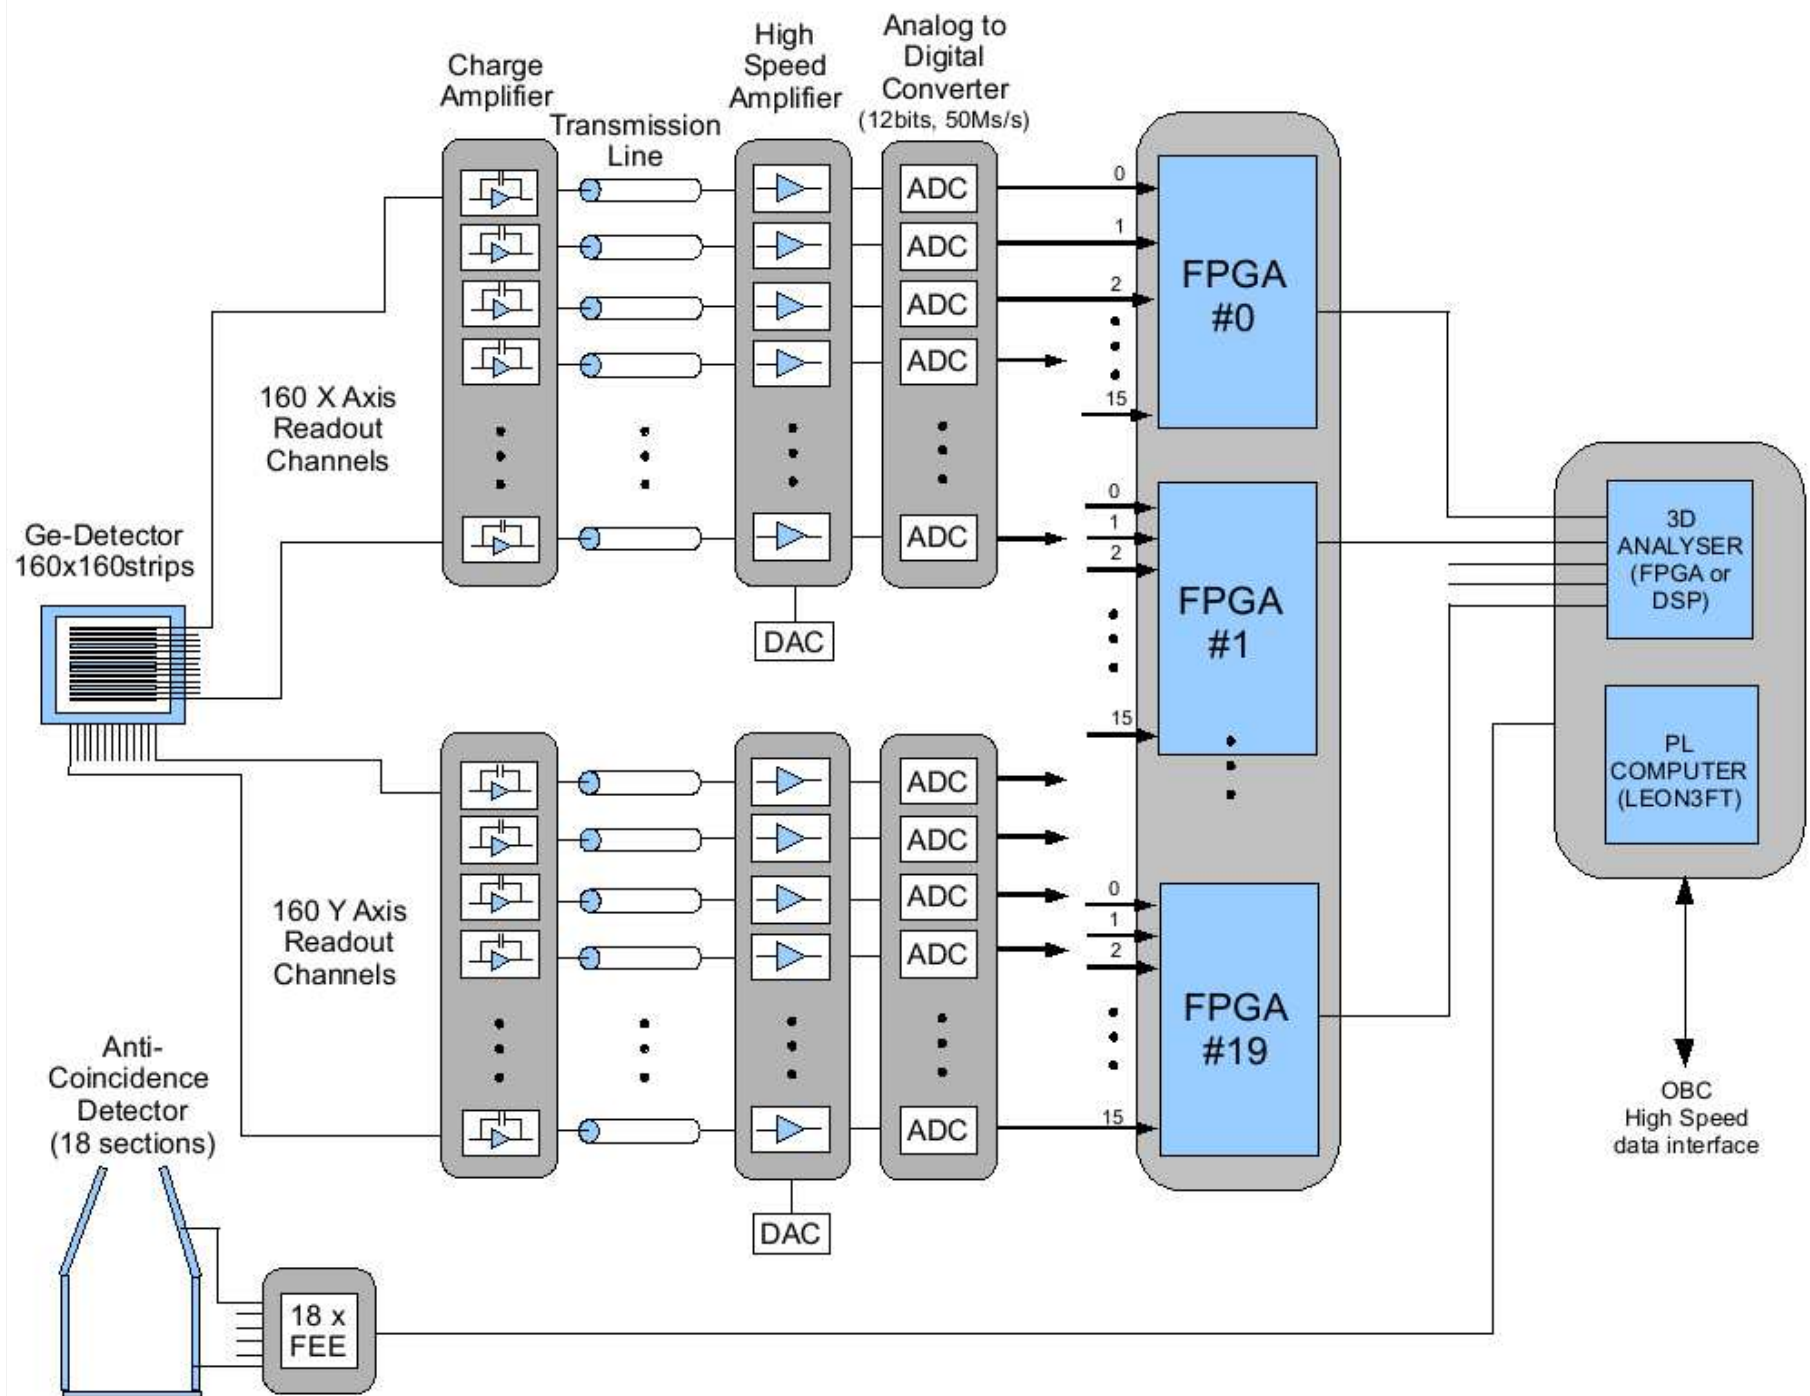 Charge
Amplifier
Transmission
Line
High
Speed
Amplifier
Analog to
Digital
Converter
(12bits, 50Ms/s)
ADC
ADC
ADC
ADC
ADC
0
1
2
15
FPGA
#0
160 X Axis
Readout
Channels
Ge-Detector
160x160strips
DAC
0
1
2
15
FPGA
#1
3D
ANALYSER
(FPGA or
DSP)
PL
COMPUTER
(LEON3FT)
160 Y Axis
Readout
Channels
ADC
ADC
ADC
ADC
ADC
0
1
2
15
FPGA
#19
DAC
OBC
High Speed
data interface
Anti-
Coincidence
Detector
(18 sections)
18 x
FEE